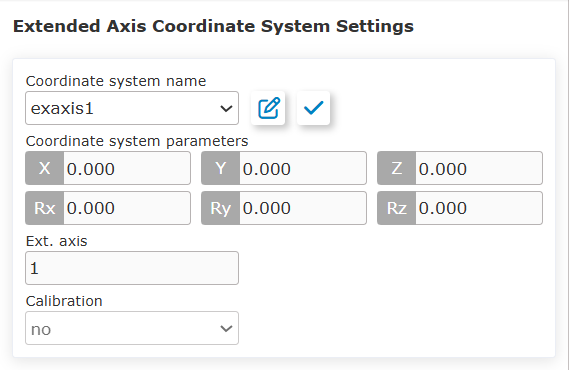 Extended Axis Coordinate System Settings
Coordinate system name
exaxis1
Coordinate system parameters
X 0.000 Y 0.000 Z 0.000
Rx 0.000 Ry 0.000 Rz 0.000
Ext. axis
1
Calibration
no